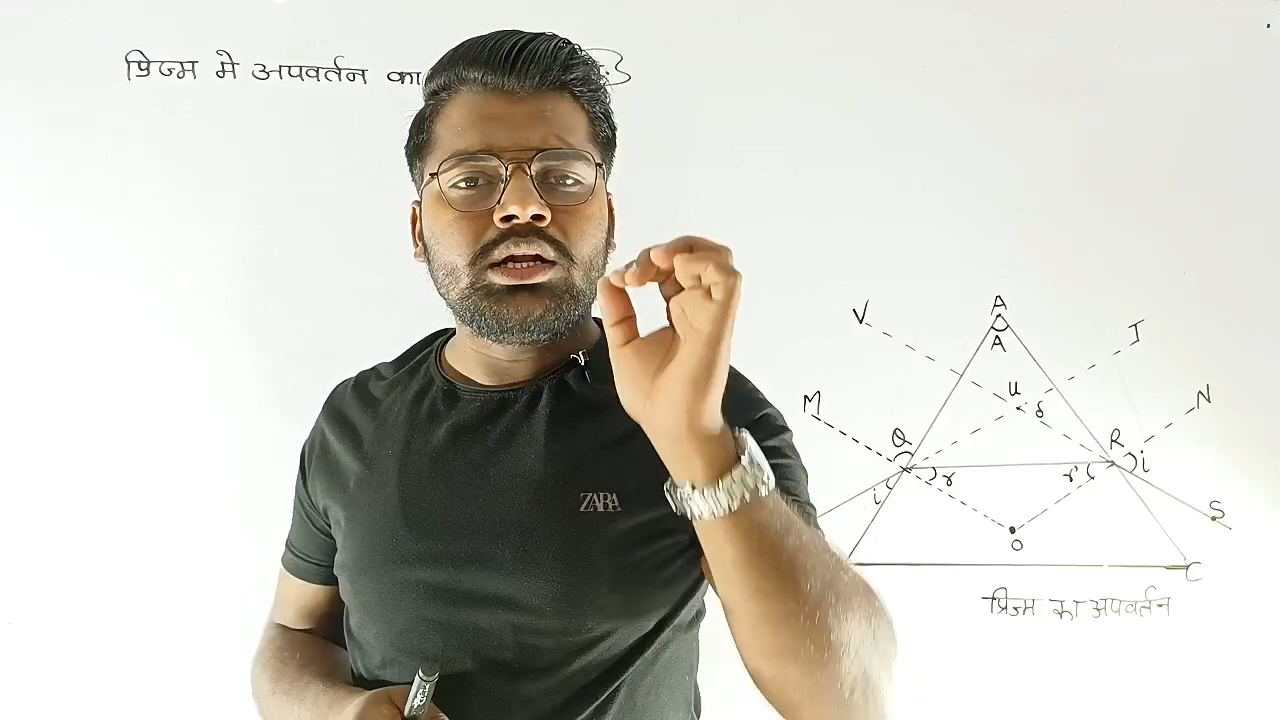 प्रिज्म मे अपवर्तन का
A
A
V
J
u
δ
M
N
Q
R
i
r
r'
i
S
O
C
ZARA
प्रिज्म का अपवर्तन